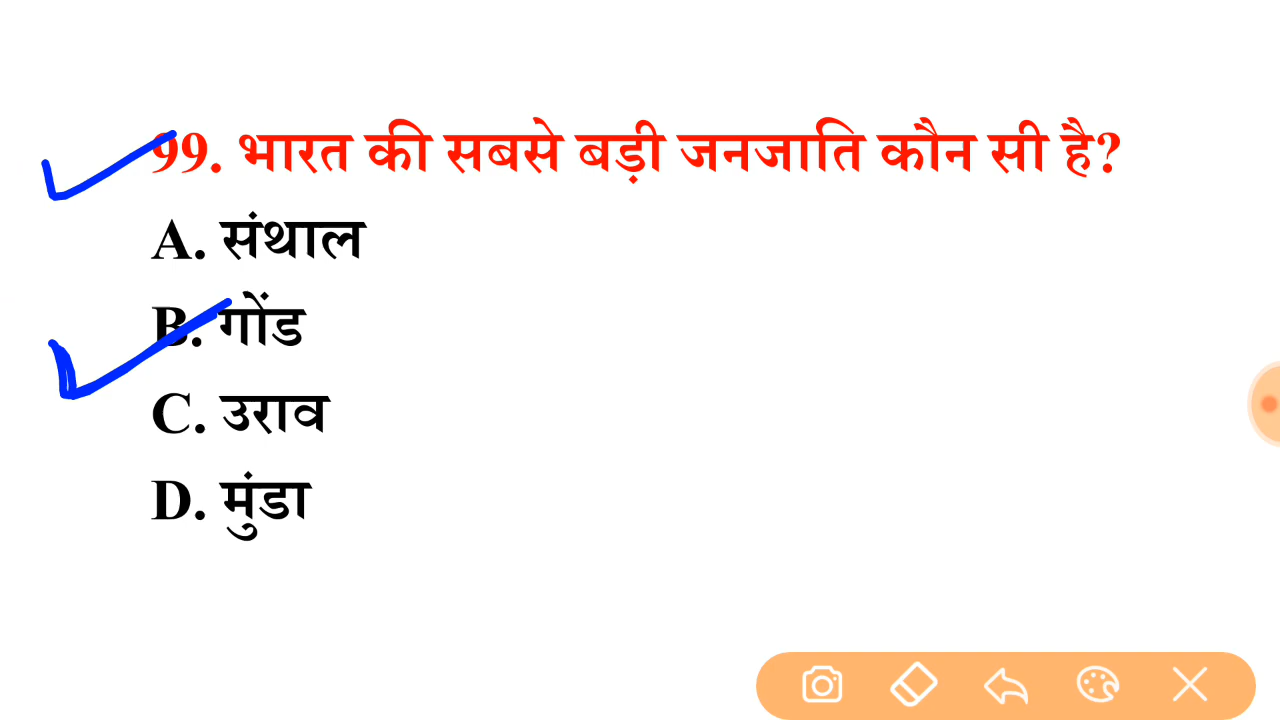 99. भारत की सबसे बड़ी जनजाति कौन सी है?
A. संथाल
B. गोंड
C. उराव
D. मुंडा